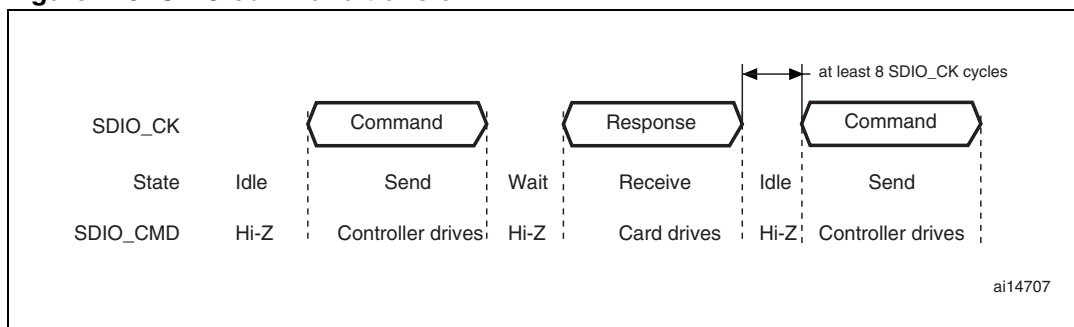 at least 8 SDIO_CK cycles
SDIO_CK Command Response Command
State Idle Send Wait Receive Idle Send
SDIO_CMD Hi-Z Controller drives Hi-Z Card drives Hi-Z Controller drives
ai14707